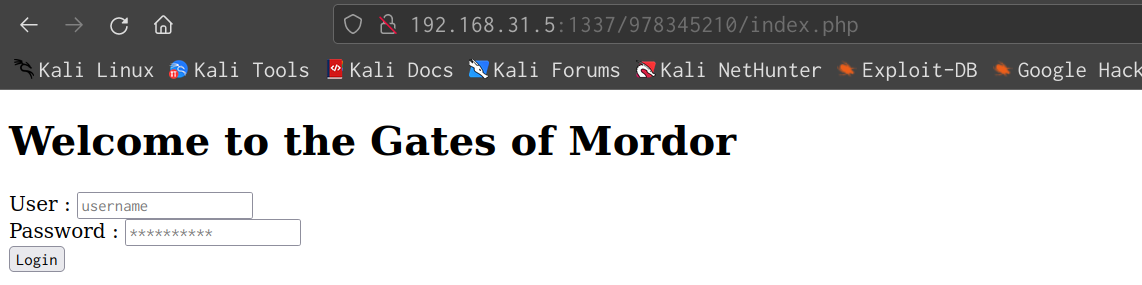 192.168.31.5:1337/978345210/index.php
Kali Linux Kali Tools Kali Docs Kali Forums Kali NetHunter Exploit-DB Google Hack
Welcome to the Gates of Mordor
User : username
Password : **********
Login